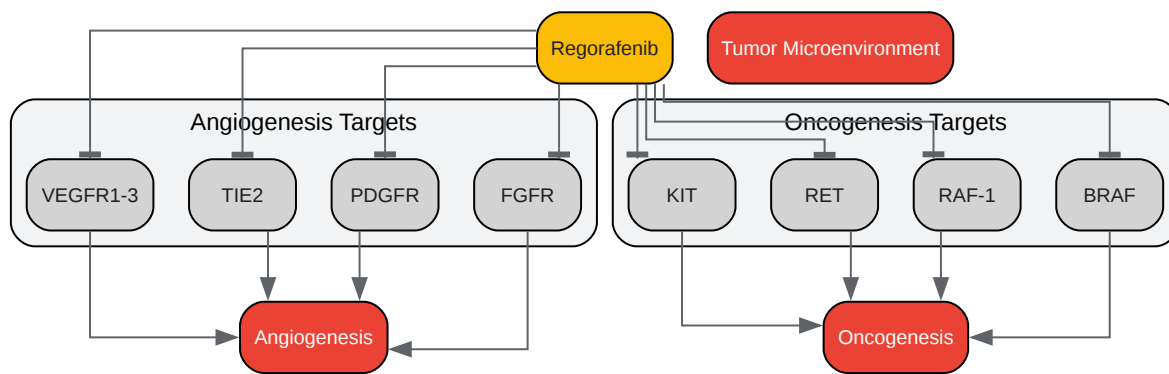 Regorafenib
Tumor Microenvironment
Angiogenesis Targets
Oncogenesis Targets
VEGFR1-3
TIE2
PDGFR
FGFR
KIT
RET
RAF-1
BRAF
Angiogenesis
Oncogenesis